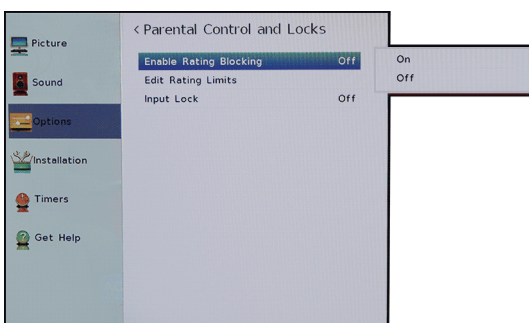 Picture
Sound
Options
Installation
Timers
Get Help
< Parental Control and Locks
Enable Rating Blocking Off
Edit Rating Limits
Input Lock Off
On
Off